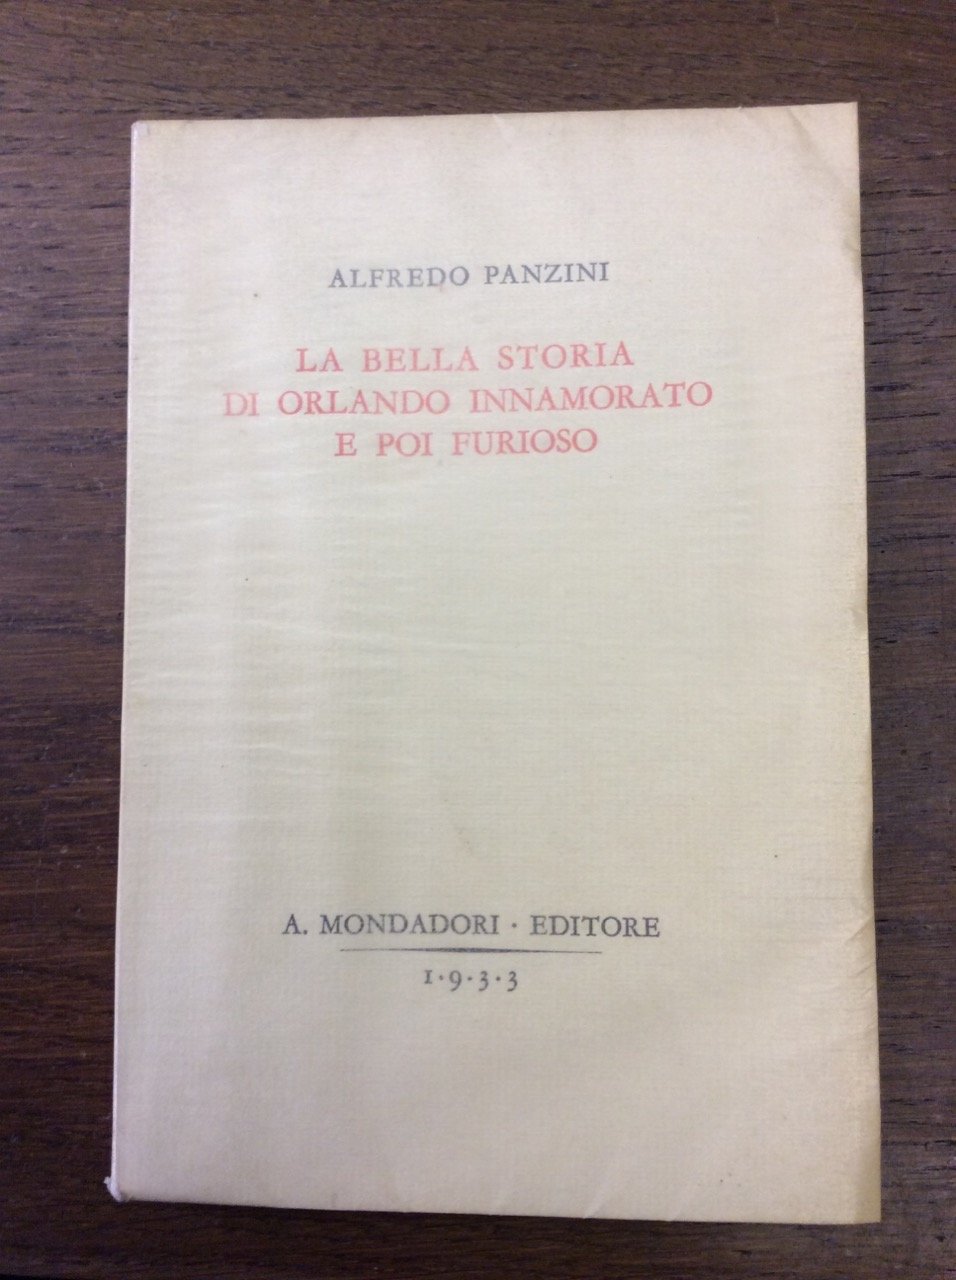 ALFREDO PANZINI
LA BELLA STORIA
DI ORLANDO INNAMORATO
E POI FURIOSO
A. MONDADORI · EDITORE
1·9·3·3